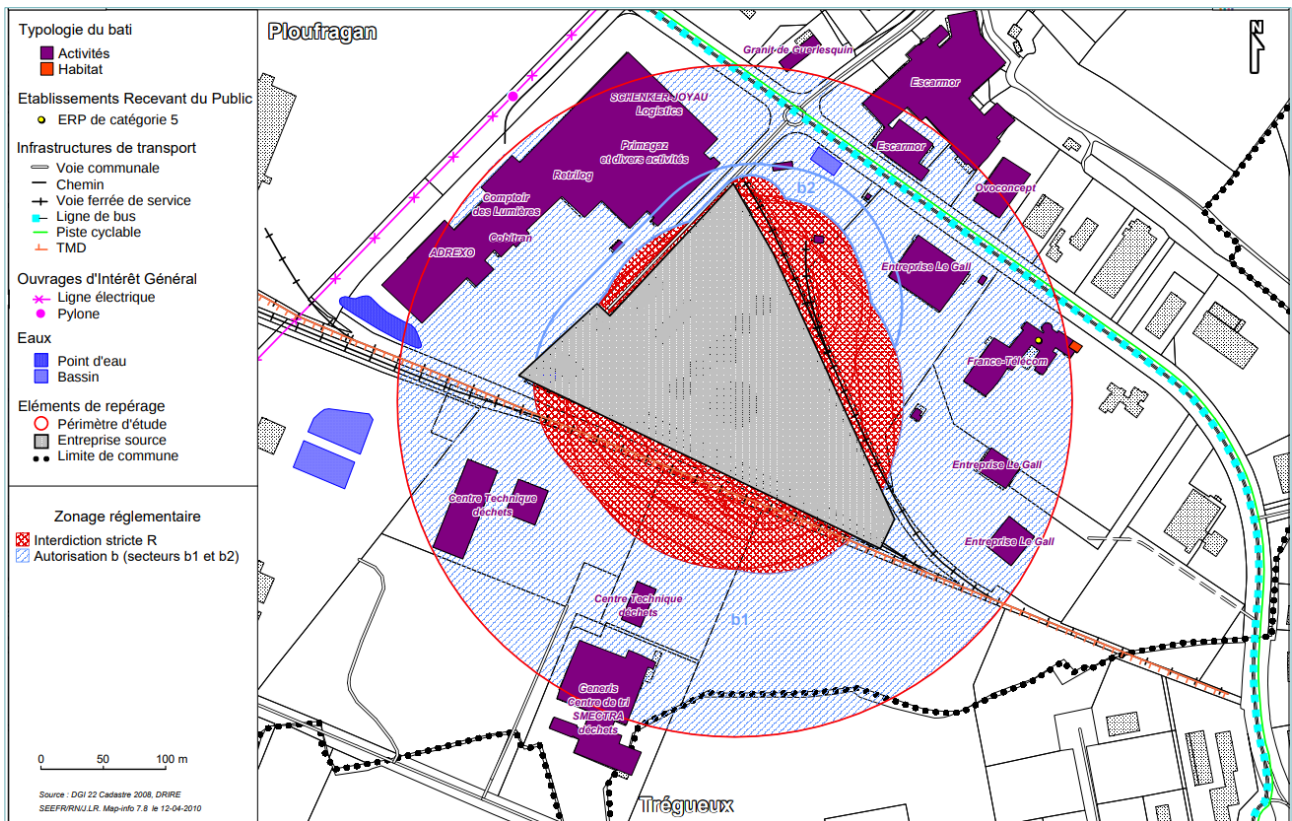 Typologie du bati
Activités
Habitat
Etablissements Recevant du Public
ERP de catégorie 5
Infrastructures de transport
Voie communale
Chemin
Voie ferrée de service
Ligne de bus
Piste cyclable
TMD
Ouvrages d'Intérêt Général
Ligne électrique
Pylone
Eaux
Point d'eau
Bassin
Eléments de repérage
Périmètre d'étude
Entreprise source
Limite de commune
Zonage réglementaire
Interdiction stricte R
Autorisation b (secteurs b1 et b2)
0 50 100 m
Source : DGI 22 Cadastre 2008, DRIRE
SEEFR/RN/J.LR. Map-info 7.8 le 12-04-2010
Ploufragan
Granit de Guerlesquin
Escarmor
SCHENKER-JOYAU
Logistics
Primagaz
et divers activités
Escarmor
Retrilog
b2
Ovoconcept
Comptoir
des Lumières
Cobitran
ADREXO
Entreprise Le Gall
France-Télécom
Entreprise Le Gall
Centre Technique
déchets
Entreprise Le Gall
Centre Technique
déchets
b1
Generis
Centre de tri
SMECTRA
déchets
Trégueux